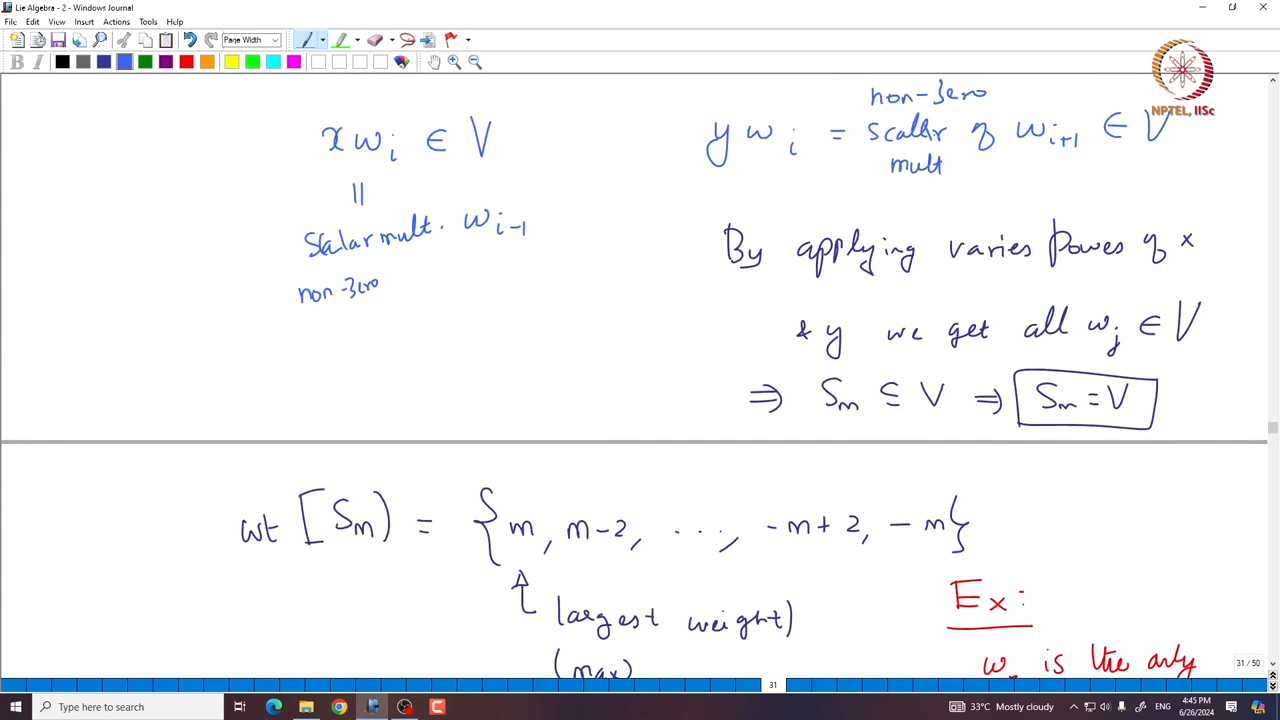 Lie Algebra - 2 - Windows Journal
File Edit View Insert Actions Tools Help
Page Width
NPTEL, IISc
x w_i ∈ V
||
Scalar mult. w_{i-1}
non-zero
non-zero
y w_i = scalar of w_{i+1} ∈ V
mult
By applying varies powes of x
& y we get all w_j ∈ V
⇒ S_m ⊆ V ⇒ S_m = V
wt [S_m) = { m, m-2, ..., -m+2, -m}
↑ largest weight)
(max)
Ex:
is the only
31 / 50
31
Type here to search
33°C Mostly cloudy
ENG
4:45 PM
6/26/2024